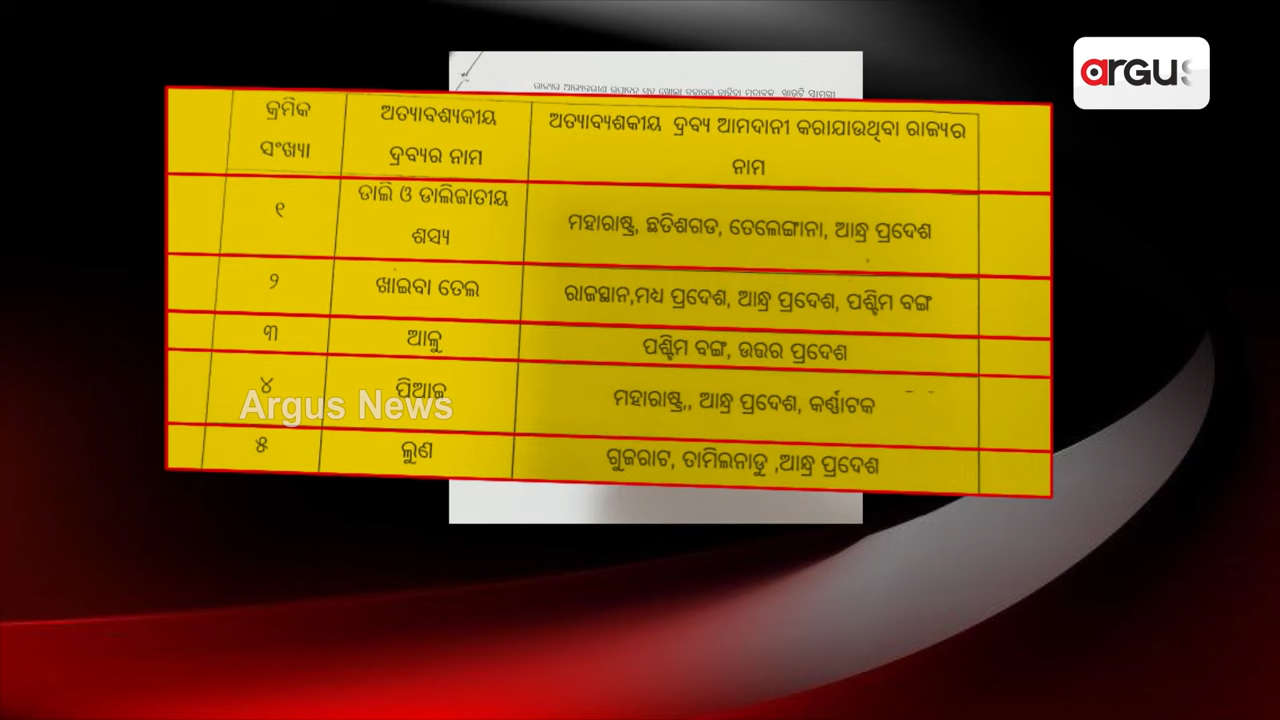 argus
କ୍ରମିକ ସଂଖ୍ୟା
ଅତ୍ୟାବଶ୍ୟକୀୟ ଦ୍ରବ୍ୟର ନାମ
ଅତ୍ୟାବ୍ୟଶକୀୟ ଦ୍ରବ୍ୟ ଆମଦାନୀ କରାଯାଉଥିବା ରାଜ୍ୟର ନାମ
୧
ଡାଲି ଓ ଡାଲିଜାତୀୟ ଶସ୍ୟ
ମହାରାଷ୍ଟ୍ର, ଛତିଶଗଡ, ତେଲେଙ୍ଗାନା, ଆନ୍ଧ୍ର ପ୍ରଦେଶ
୨
ଖାଇବା ତେଲ
ରାଜସ୍ଥାନ,ମଧ୍ୟ ପ୍ରଦେଶ, ଆନ୍ଧ୍ର ପ୍ରଦେଶ, ପଶ୍ଚିମ ବଙ୍ଗ
୩
ଆଳୁ
ପଶ୍ଚିମ ବଙ୍ଗ, ଉତ୍ତର ପ୍ରଦେଶ
୪
ପିଆଜ
ମହାରାଷ୍ଟ୍ର,, ଆନ୍ଧ୍ର ପ୍ରଦେଶ, କର୍ଣ୍ଣାଟକ
Argus News
୫
ଲୁଣ
ଗୁଜରାଟ, ତାମିଲନାଡୁ ,ଆନ୍ଧ୍ର ପ୍ରଦେଶ